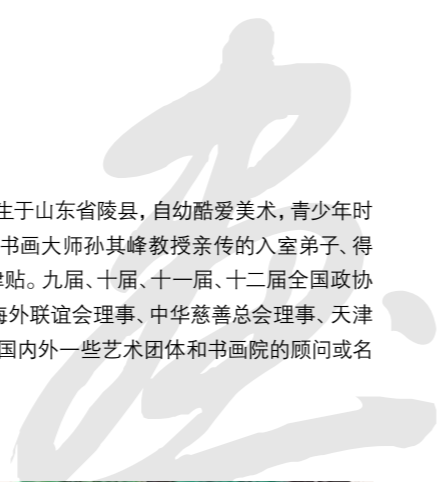 生于山东省陵县，自幼酷爱美术，青少年时
书画大师孙其峰教授亲传的入室弟子、得
津贴。九届、十届、十一届、十二届全国政协
海外联谊会理事、中华慈善总会理事、天津
国内外一些艺术团体和书画院的顾问或名